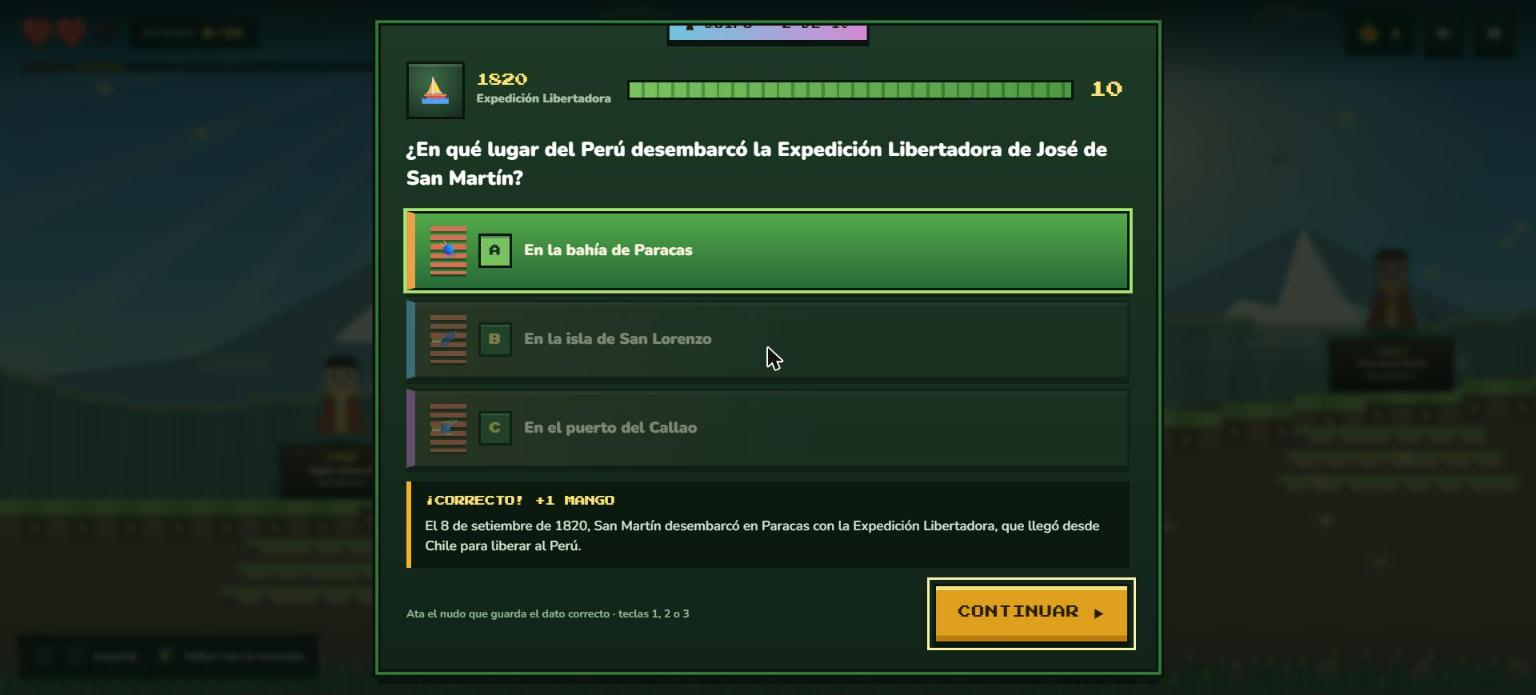 1820
Expedición Libertadora
10
¿En qué lugar del Perú desembarcó la Expedición Libertadora de José de
San Martín?
A
En la bahía de Paracas
B
En la isla de San Lorenzo
C
En el puerto del Callao
¡CORRECTO! +1 MANGO
El 8 de setiembre de 1820, San Martín desembarcó en Paracas con la Expedición Libertadora, que llegó desde
Chile para liberar al Perú.
Ata el nudo que guarda el dato correcto · teclas 1, 2 o 3
CONTINUAR ▶